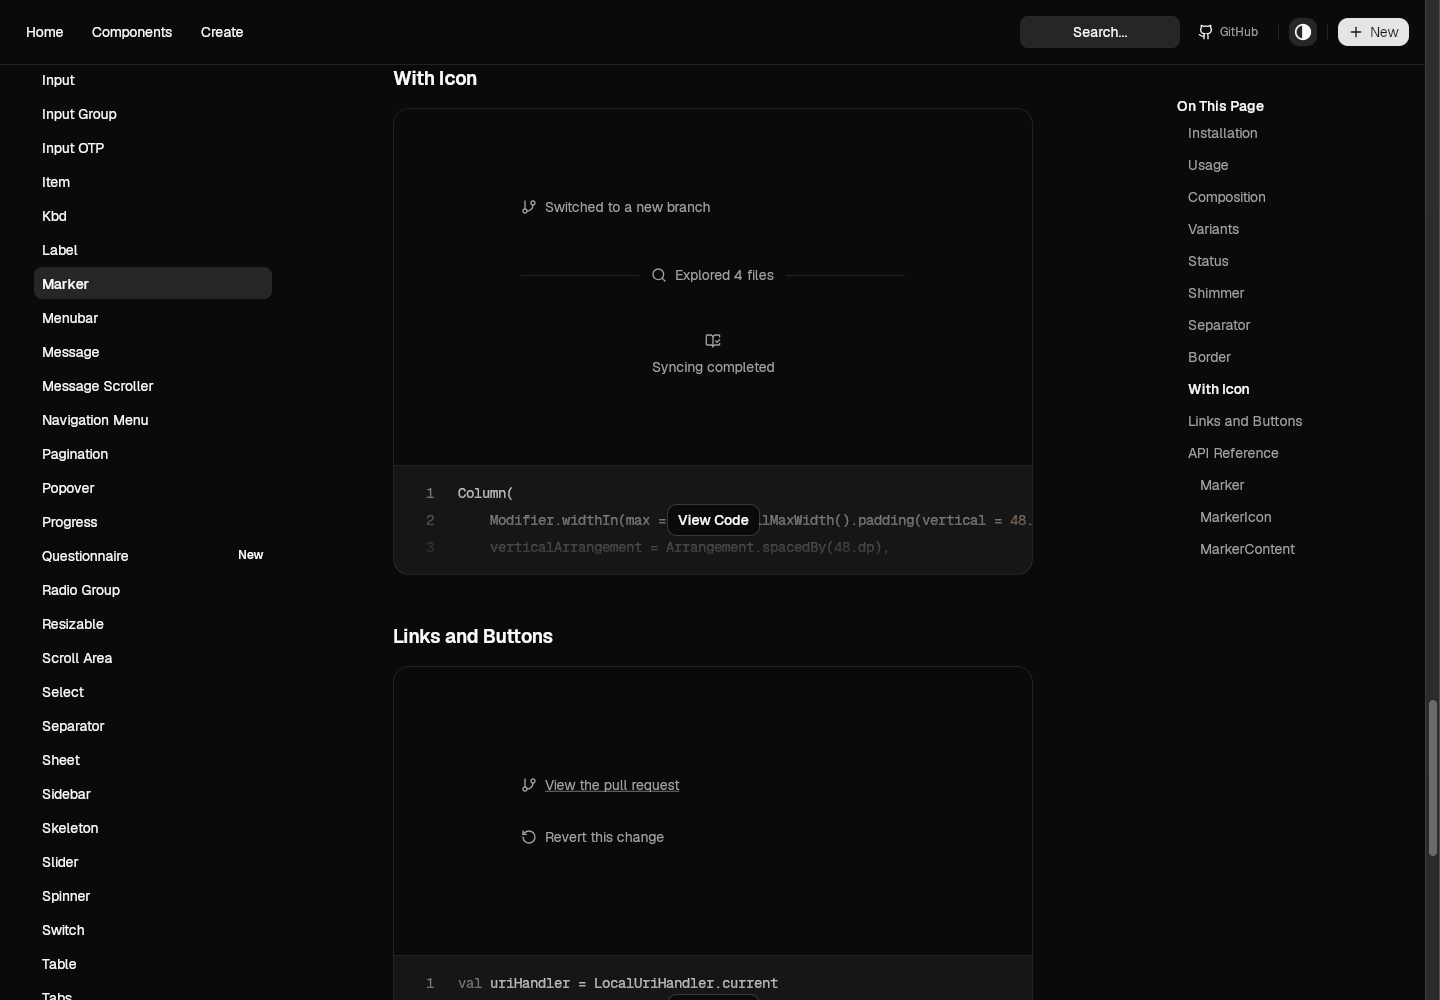 Home
Components
Create
Search...
GitHub
New
Input
Input Group
Input OTP
Item
Kbd
Label
Marker
Menubar
Message
Message Scroller
Navigation Menu
Pagination
Popover
Progress
Questionnaire New
Radio Group
Resizable
Scroll Area
Select
Separator
Sheet
Sidebar
Skeleton
Slider
Spinner
Switch
Table
Tabs
With Icon
Switched to a new branch
Explored 4 files
Syncing completed
1 Column(
2 Modifier.widthIn(max = llMaxWidth().padding(vertical = 48.
3 verticalArrangement = Arrangement.spacedBy(48.dp),
View Code
Links and Buttons
View the pull request
Revert this change
1 val uriHandler = LocalUriHandler.current
On This Page
Installation
Usage
Composition
Variants
Status
Shimmer
Separator
Border
With Icon
Links and Buttons
API Reference
Marker
MarkerIcon
MarkerContent